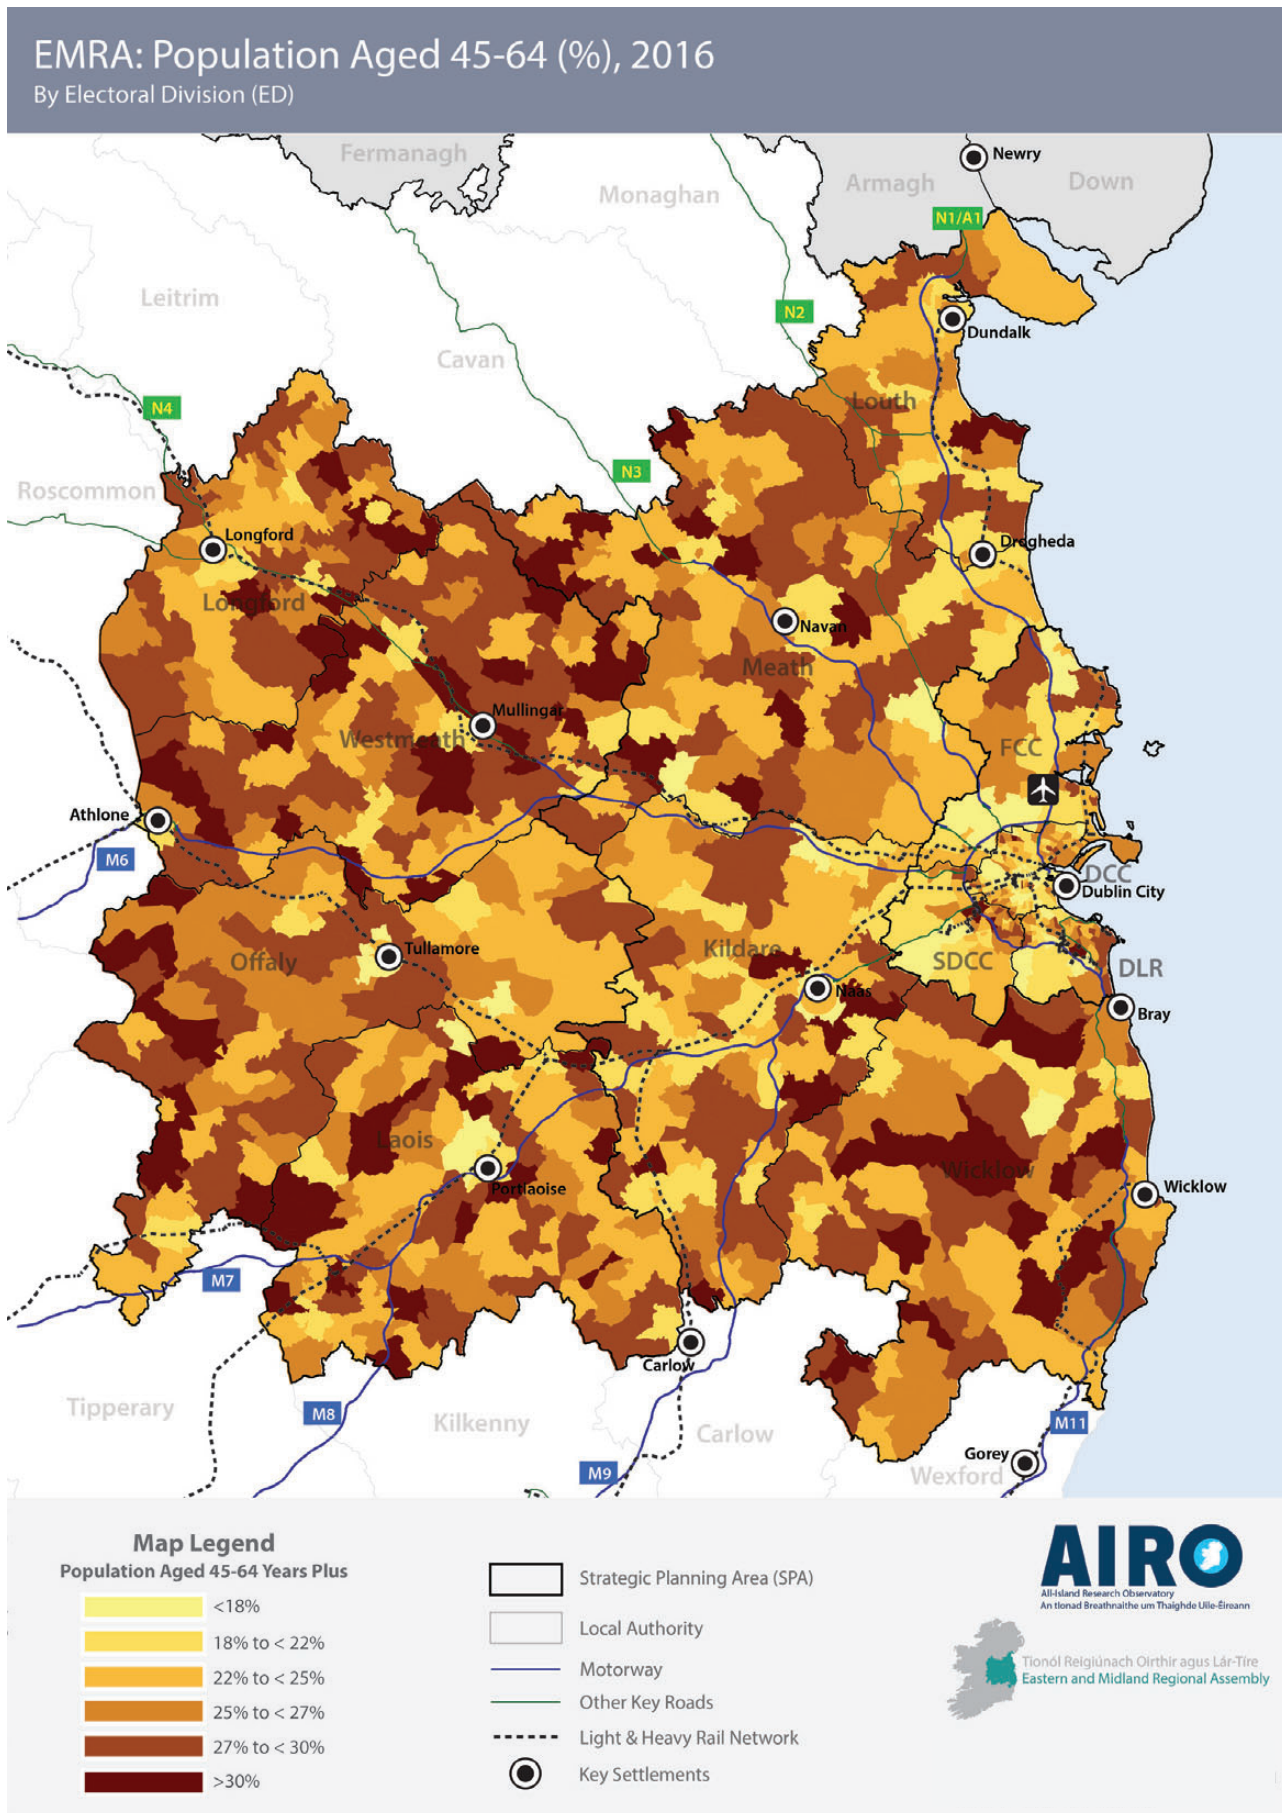 EMRA: Population Aged 45-64 (%), 2016
By Electoral Division (ED)
Fermanagh
Monaghan
Armagh
Newry
Down
N1/A1
Leitrim
N2
Dundalk
Cavan
N4
Louth
N3
Roscommon
Longford
Drogheda
Longford
Navan
Meath
Mullingar
Westmeath
FCC
Athlone
M6
DCC
Dublin City
Tullamore
Offaly
Kildare
SDCC
DLR
Naas
Bray
Laois
Portlaoise
Wicklow
Wicklow
M7
Carlow
Tipperary
M8
Kilkenny
Carlow
M11
M9
Gorey
Wexford
Map Legend
Population Aged 45-64 Years Plus
<18%
18% to < 22%
22% to < 25%
25% to < 27%
27% to < 30%
>30%
Strategic Planning Area (SPA)
Local Authority
Motorway
Other Key Roads
Light & Heavy Rail Network
Key Settlements
AIRO
All-Island Research Observatory
An tIonad Breathnaithe um Thaighde Uile-Éireann
Tionól Reigiúnach Oirthir agus Lár-Tíre
Eastern and Midland Regional Assembly